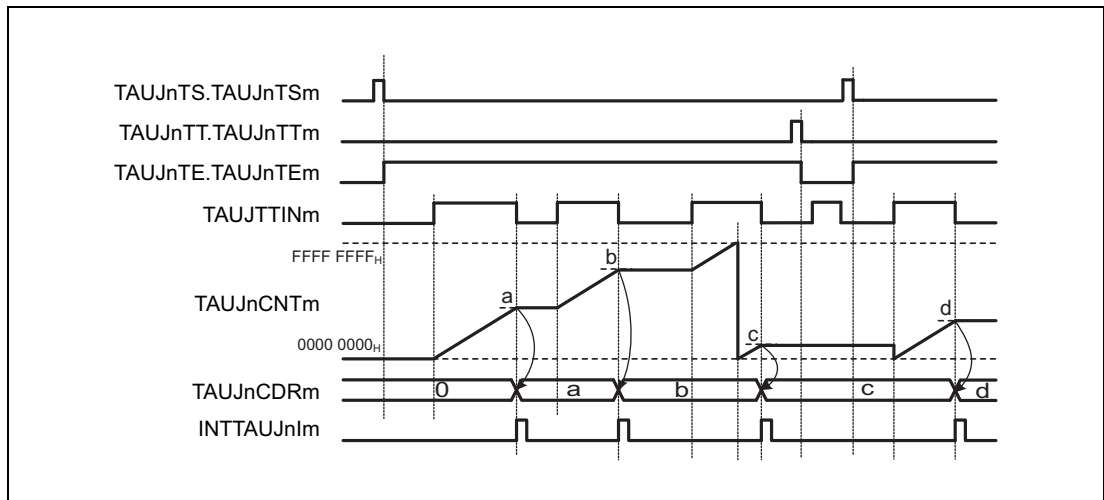 TAUJnTS.TAUJnTSm
TAUJnTT.TAUJnTTm
TAUJnTE.TAUJnTEm
TAUJTTINm
FFFF FFFFH
b
a
TAUJnCNTm
d
c
0000 0000H
TAUJnCDRm
0 a b c d
INTTAUJnIm